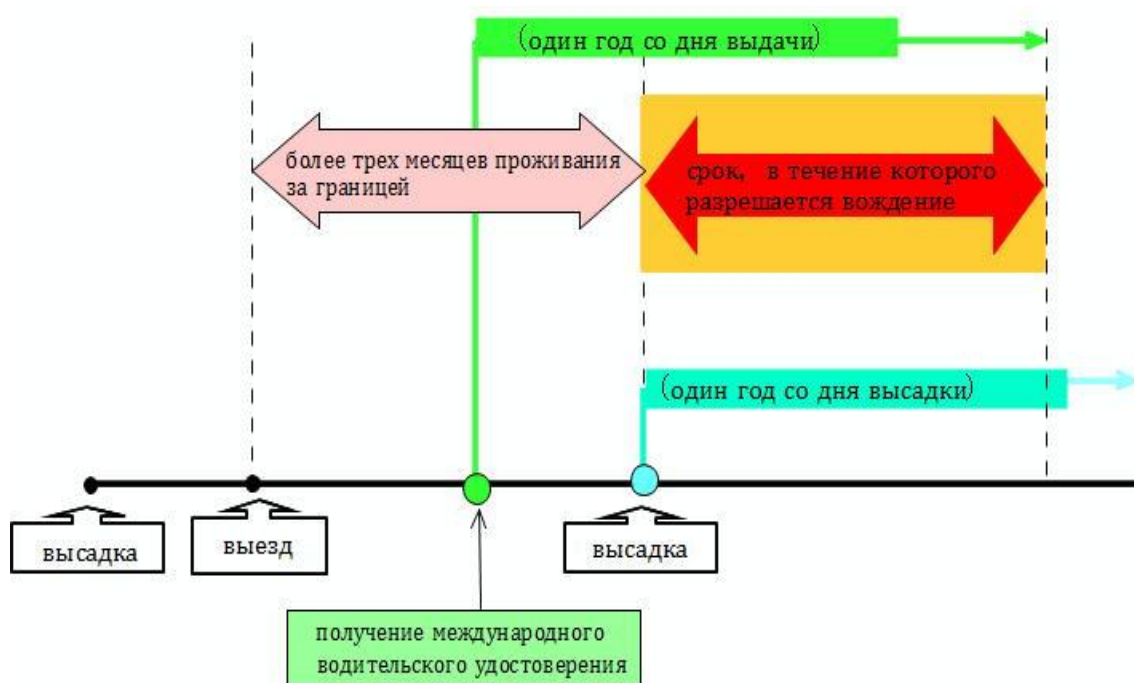 (один год со дня выдачи)
более трех месяцев проживания
за границей
срок, в течение которого
разрешается вождение
(один год со дня высадки)
высадка
выезд
высадка
получение международного
водительского удостоверения